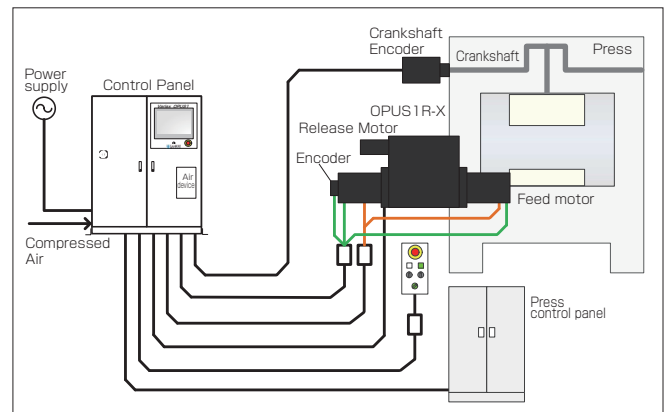 Crankshaft
Encoder
Crankshaft
Press
Power
supply
Control Panel
OPUS1R-X
Release Motor
Encoder
Air
device
Feed motor
Compressed
Air
Press
control panel